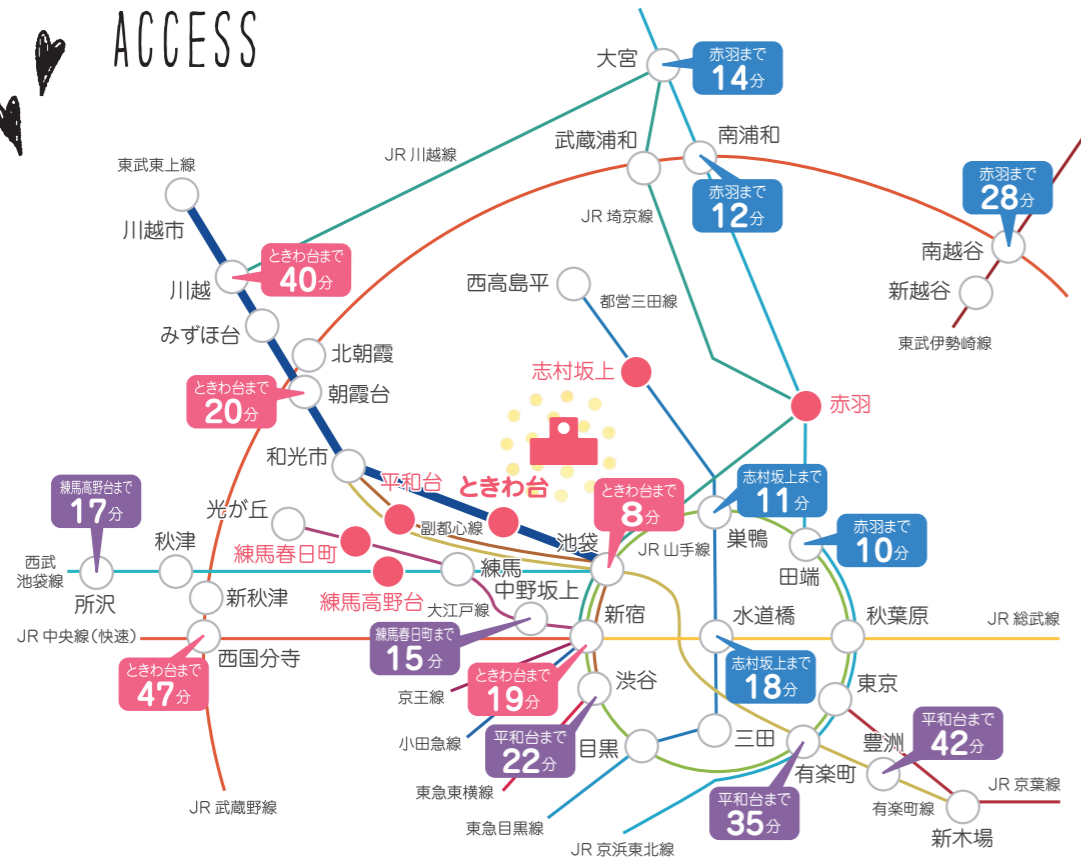 ACCESS
大宮
赤羽まで
14分
武蔵浦和
南浦和
JR 川越線
東武東上線
赤羽まで
12分
赤羽まで
28分
JR 埼京線
川越市
南越谷
ときわ台まで
40分
川越
西高島平
新越谷
都営三田線
みずほ台
東武伊勢崎線
北朝霞
志村坂上
ときわ台まで
20分
朝霞台
赤羽
和光市
平和台
ときわ台
練馬高野台まで
17分
光が丘
副都心線
ときわ台まで
8分
志村坂上まで
11分
秋津
練馬春日町
池袋
JR 山手線
巣鴨
赤羽まで
10分
西武
池袋線
所沢
練馬
田端
新秋津
練馬高野台
中野坂上
大江戸線
新宿
水道橋
秋葉原
JR 総武線
JR 中央線(快速)
西国分寺
練馬春日町まで
15分
ときわ台まで
47分
ときわ台まで
19分
渋谷
志村坂上まで
18分
東京
京王線
小田急線
平和台まで
22分
目黒
三田
有楽町
豊洲
平和台まで
42分
東急東横線
JR 武蔵野線
平和台まで
35分
有楽町線
JR 京葉線
東急目黒線
新木場
JR 京浜東北線